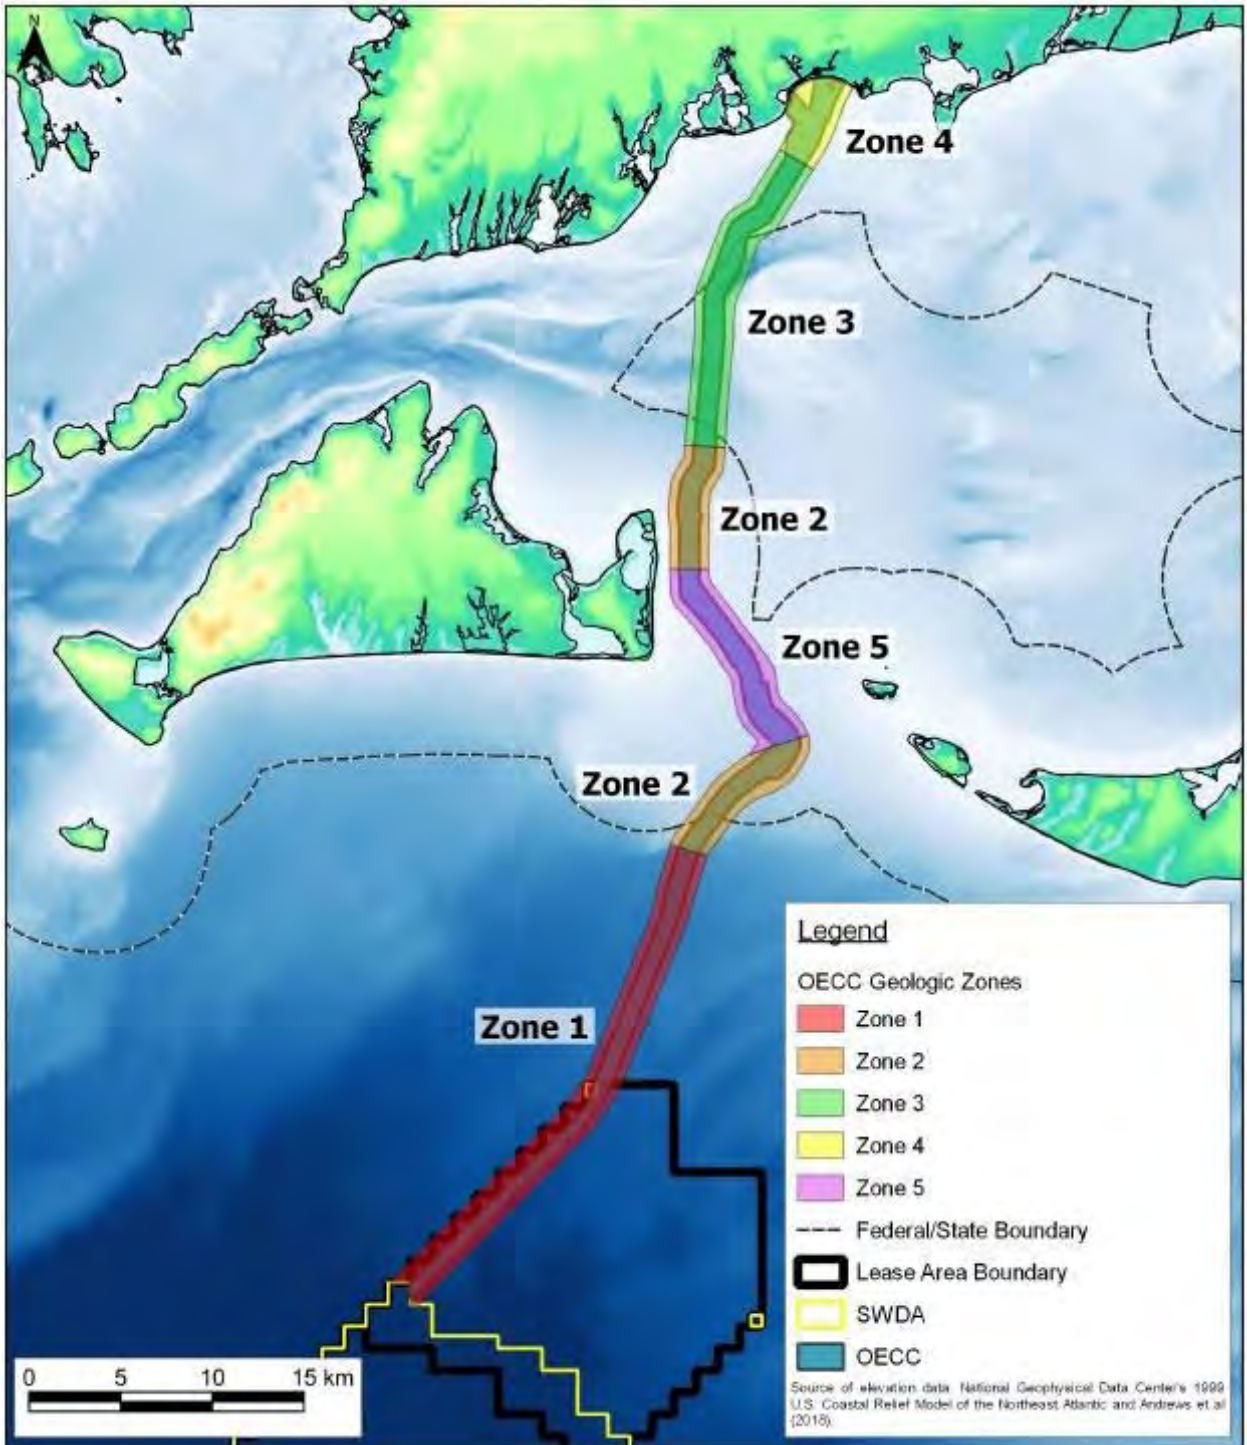 N
Zone 4
Zone 3
Zone 2
Zone 5
Zone 2
Zone 1
Legend
OECC Geologic Zones
Zone 1
Zone 2
Zone 3
Zone 4
Zone 5
Federal/State Boundary
Lease Area Boundary
SWDA
OECC
Source of elevation data: National Geophysical Data Center's 1999
U.S. Coastal Relief Model of the Northeast Atlantic and Andrews et al
(2018).
0 5 10 15 km